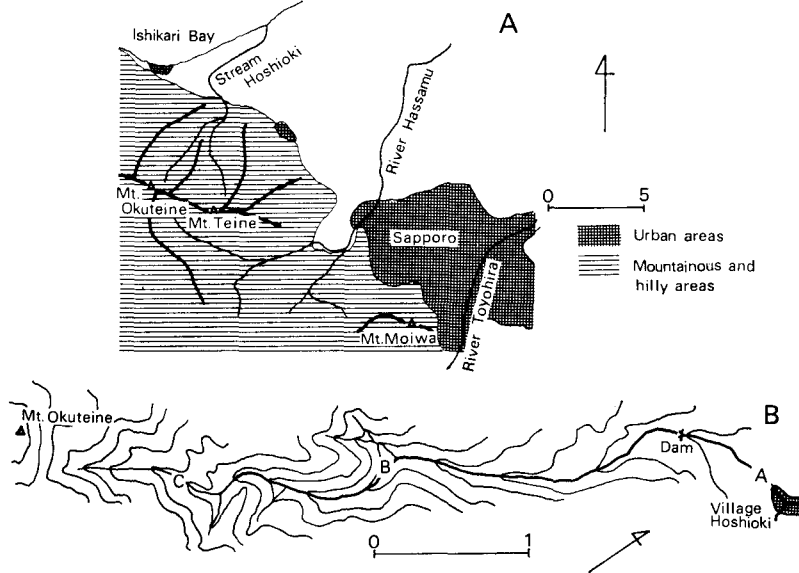 A
Ishikari Bay
Stream
Hoshioki
River Hassamu
Mt.
Okuteine
Mt. Teine
Sapporo
River Toyohira
Mt.Moiwa
0 5
Urban areas
Mountainous and
hilly areas
B
Mt. Okuteine
C
B
Dam
A
Village
Hoshioki
0 1